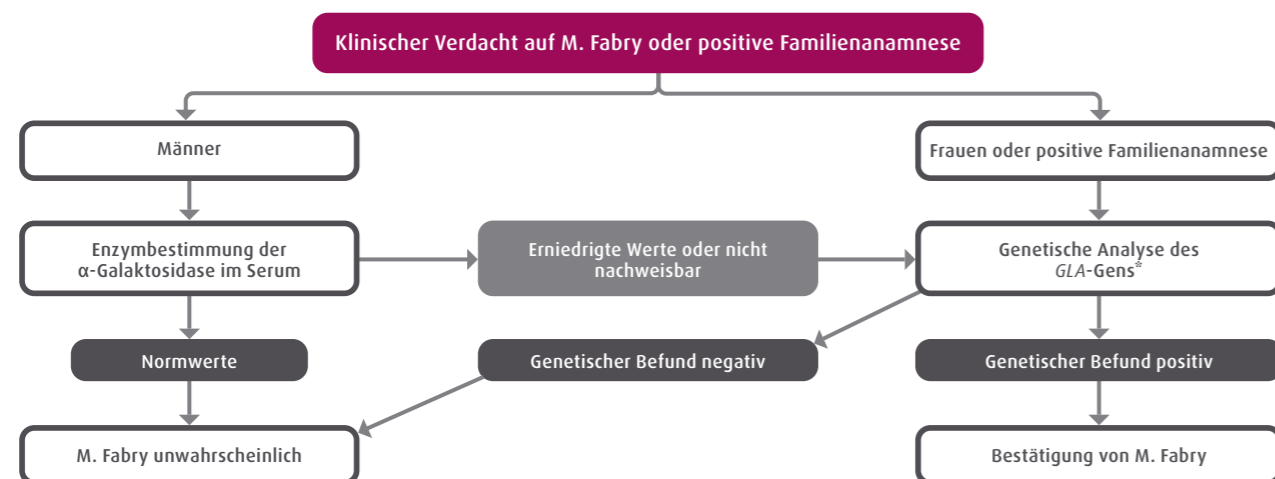 Klinischer Verdacht auf M. Fabry oder positive Familienanamnese
Männer
Frauen oder positive Familienanamnese
Enzymbestimmung der
α-Galaktosidase im Serum
Erniedrigte Werte oder nicht
nachweisbar
Genetische Analyse des
GLA-Gens*
Normwerte
Genetischer Befund negativ
Genetischer Befund positiv
M. Fabry unwahrscheinlich
Bestätigung von M. Fabry